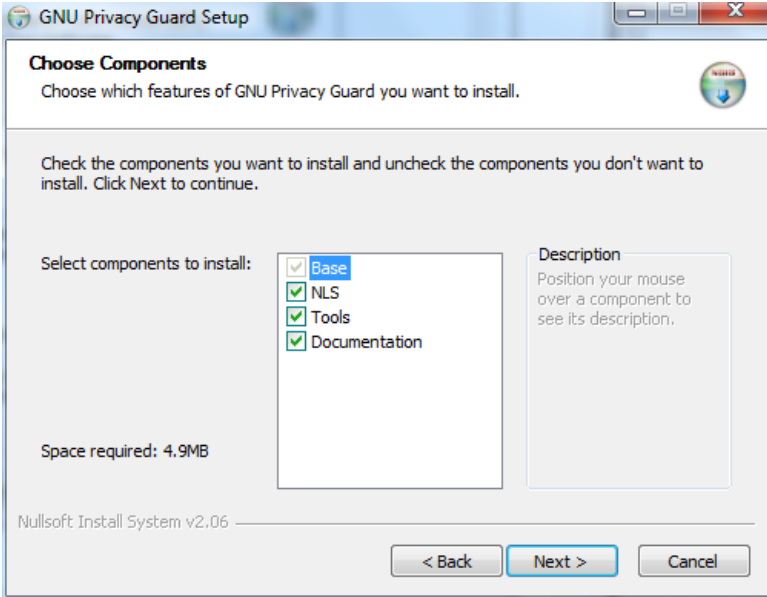 GNU Privacy Guard Setup
Choose Components
Choose which features of GNU Privacy Guard you want to install.
Check the components you want to install and uncheck the components you don't want to
install. Click Next to continue.
Select components to install:
Base
NLS
Tools
Documentation
Description
Position your mouse
over a component to
see its description.
Space required: 4.9MB
Nullsoft Install System v2.06
< Back
Next >
Cancel